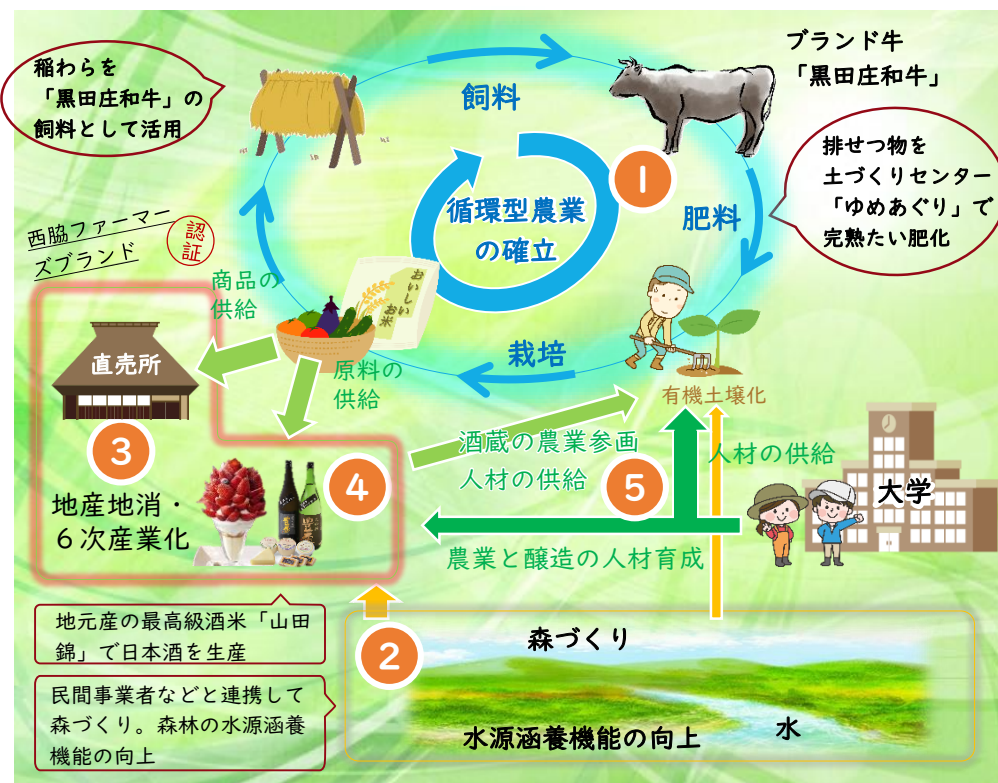 稲わらを
「黒田庄和牛」の
飼料として活用
飼料
ブランド牛
「黒田庄和牛」
1
循環型農業
の確立
肥料
排せつ物を
土づくりセンター
「ゆめあぐり」で
完熟たい肥化
西脇ファーマー
ズブランド
認
証
商品の
供給
おいしい
お米
直売所
原料の
供給
栽培
有機土壌化
3
地産地消・
6次産業化
4
酒蔵の農業参画
人材の供給
5
人材の供給
大学
農業と醸造の人材育成
地元産の最高級酒米「山田
錦」で日本酒を生産
2
森づくり
民間事業者などと連携して
森づくり。森林の水源涵養
機能の向上
水源涵養機能の向上
水